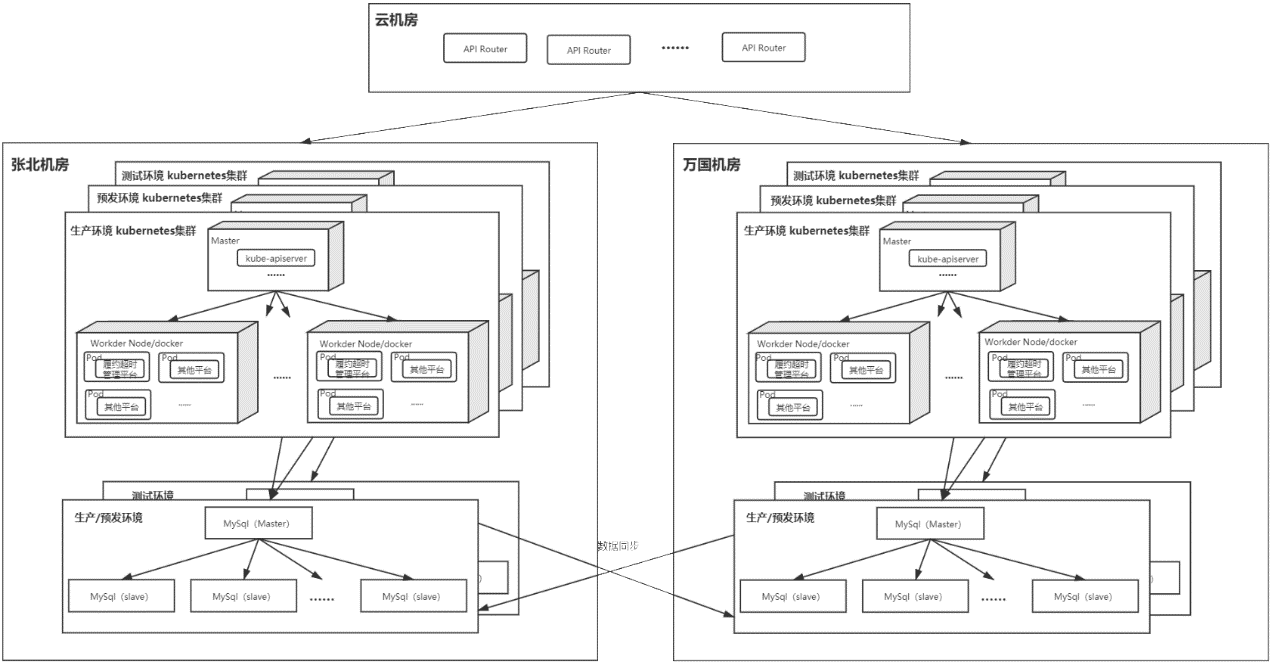 云机房
API Router
API Router
......
API Router
张北机房
测试环境 kubernetes集群
预发环境 kubernetes集群
生产环境 kubernetes集群
Master
kube-apiserver
......
Workder Node/docker
Pod
履约超时
管理平台
Pod
其他平台
Pod
其他平台
......
......
Workder Node/docker
Pod
履约超时
管理平台
Pod
其他平台
Pod
其他平台
......
测试环境
生产/预发环境
MySql（Master）
MySql（slave）
MySql（slave）
......
MySql（slave）
数据同步
万国机房
测试环境 kubernetes集群
预发环境 kubernetes集群
生产环境 kubernetes集群
Master
kube-apiserver
......
Workder Node/docker
Pod
履约超时
管理平台
Pod
其他平台
Pod
其他平台
......
......
Workder Node/docker
Pod
履约超时
管理平台
Pod
其他平台
Pod
其他平台
......
测试环境
生产/预发环境
MySql（Master）
MySql（slave）
MySql（slave）
......
MySql（slave）